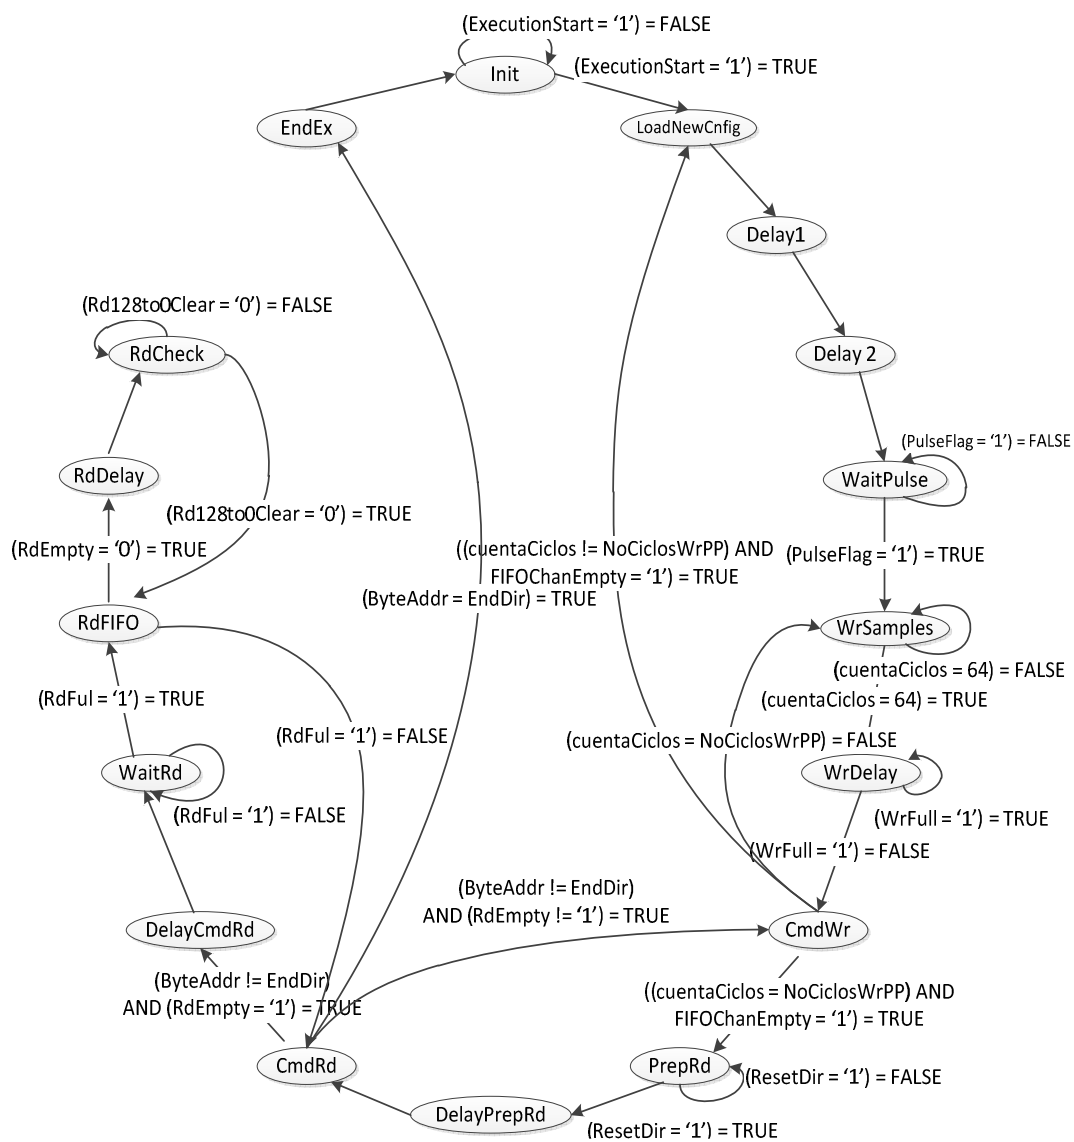 (ExecutionStart = ‘1’) = FALSE
Init
(ExecutionStart = ‘1’) = TRUE
EndEx
LoadNewCnfig
Delay1
(Rd128to0Clear = ‘0’) = FALSE
RdCheck
Delay 2
(PulseFlag = ‘1’) = FALSE
RdDelay
WaitPulse
(Rd128to0Clear = ‘0’) = TRUE
(RdEmpty = ‘0’) = TRUE
((cuentaCiclos != NoCiclosWrPP) AND
FIFOChanEmpty = ‘1’) = TRUE
(PulseFlag = ‘1’) = TRUE
(ByteAddr = EndDir) = TRUE
RdFIFO
WrSamples
(cuentaCiclos = 64) = FALSE
(RdFul = ‘1’) = TRUE
(cuentaCiclos = 64) = TRUE
(RdFul = ‘1’) = FALSE
(cuentaCiclos = NoCiclosWrPP) = FALSE
WaitRd
WrDelay
(RdFul = ‘1’) = FALSE
(WrFull = ‘1’) = TRUE
(WrFull = ‘1’) = FALSE
(ByteAddr != EndDir)
AND (RdEmpty != ‘1’) = TRUE
DelayCmdRd
CmdWr
(ByteAddr != EndDir)
AND (RdEmpty = ‘1’) = TRUE
((cuentaCiclos = NoCiclosWrPP) AND
FIFOChanEmpty = ‘1’) = TRUE
CmdRd
PrepRd
(ResetDir = ‘1’) = FALSE
DelayPrepRd
(ResetDir = ‘1’) = TRUE